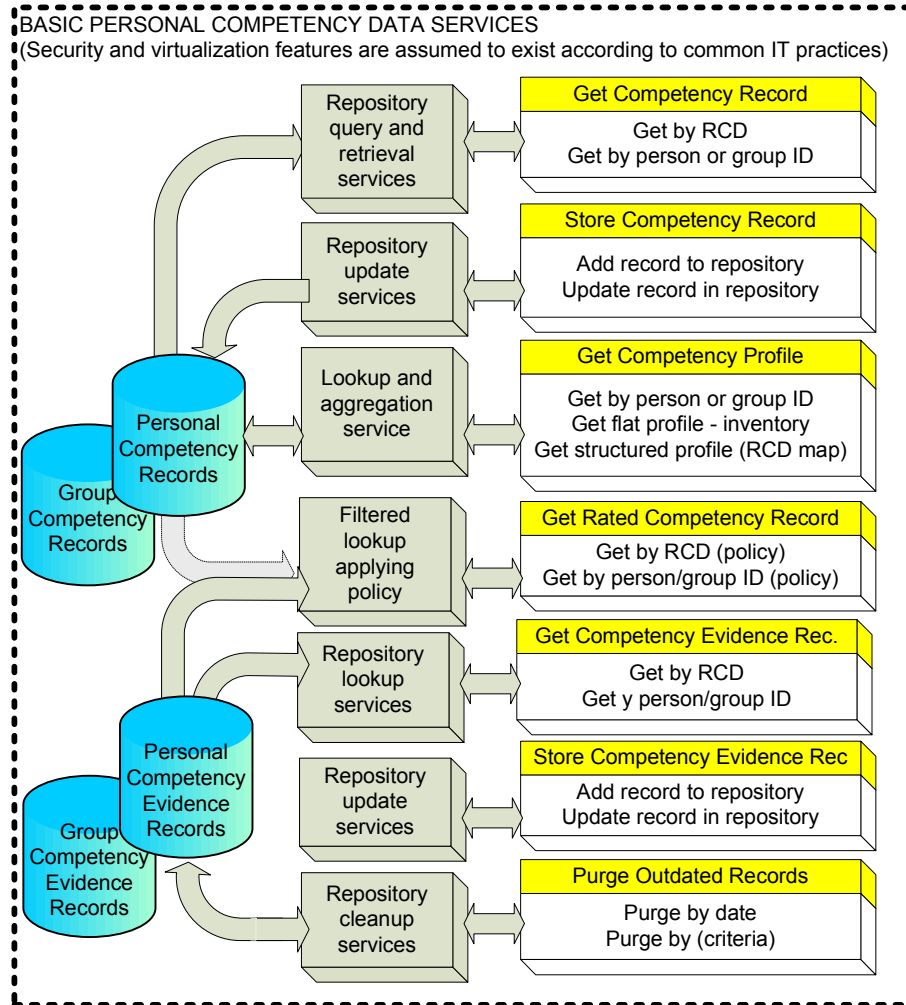 BASIC PERSONAL COMPETENCY DATA SERVICES
(Security and virtualization features are assumed to exist according to common IT practices)
Repository
query and
retrieval
services
Get Competency Record
Get by RCD
Get by person or group ID
Repository
update
services
Store Competency Record
Add record to repository
Update record in repository
Personal
Competency
Records
Group
Competency
Records
Lookup and
aggregation
service
Get Competency Profile
Get by person or group ID
Get flat profile - inventory
Get structured profile (RCD map)
Filtered
lookup
applying
policy
Get Rated Competency Record
Get by RCD (policy)
Get by person/group ID (policy)
Repository
lookup
services
Get Competency Evidence Rec.
Get by RCD
Get y person/group ID
Personal
Competency
Evidence
Records
Group
Competency
Evidence
Records
Repository
update
services
Store Competency Evidence Rec
Add record to repository
Update record in repository
Repository
cleanup
services
Purge Outdated Records
Purge by date
Purge by (criteria)